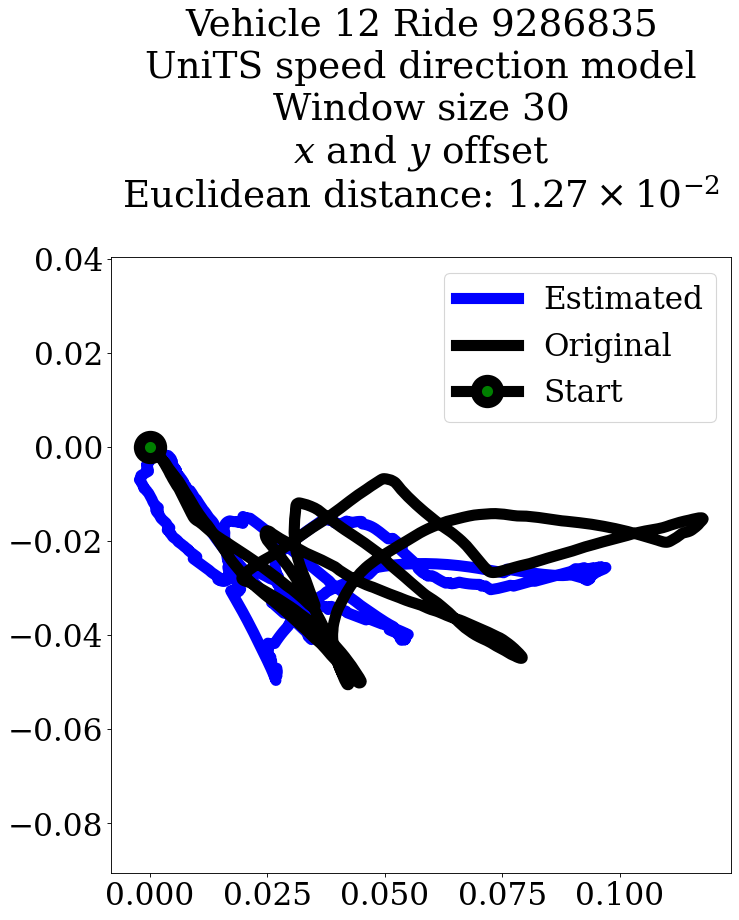 Vehicle 12 Ride 9286835
UniTS speed direction model
Window size 30
x and y offset
Euclidean distance: 1.27 × 10⁻²
Estimated
Original
Start
0.04
0.02
0.00
−0.02
−0.04
−0.06
−0.08
0.000 0.025 0.050 0.075 0.100